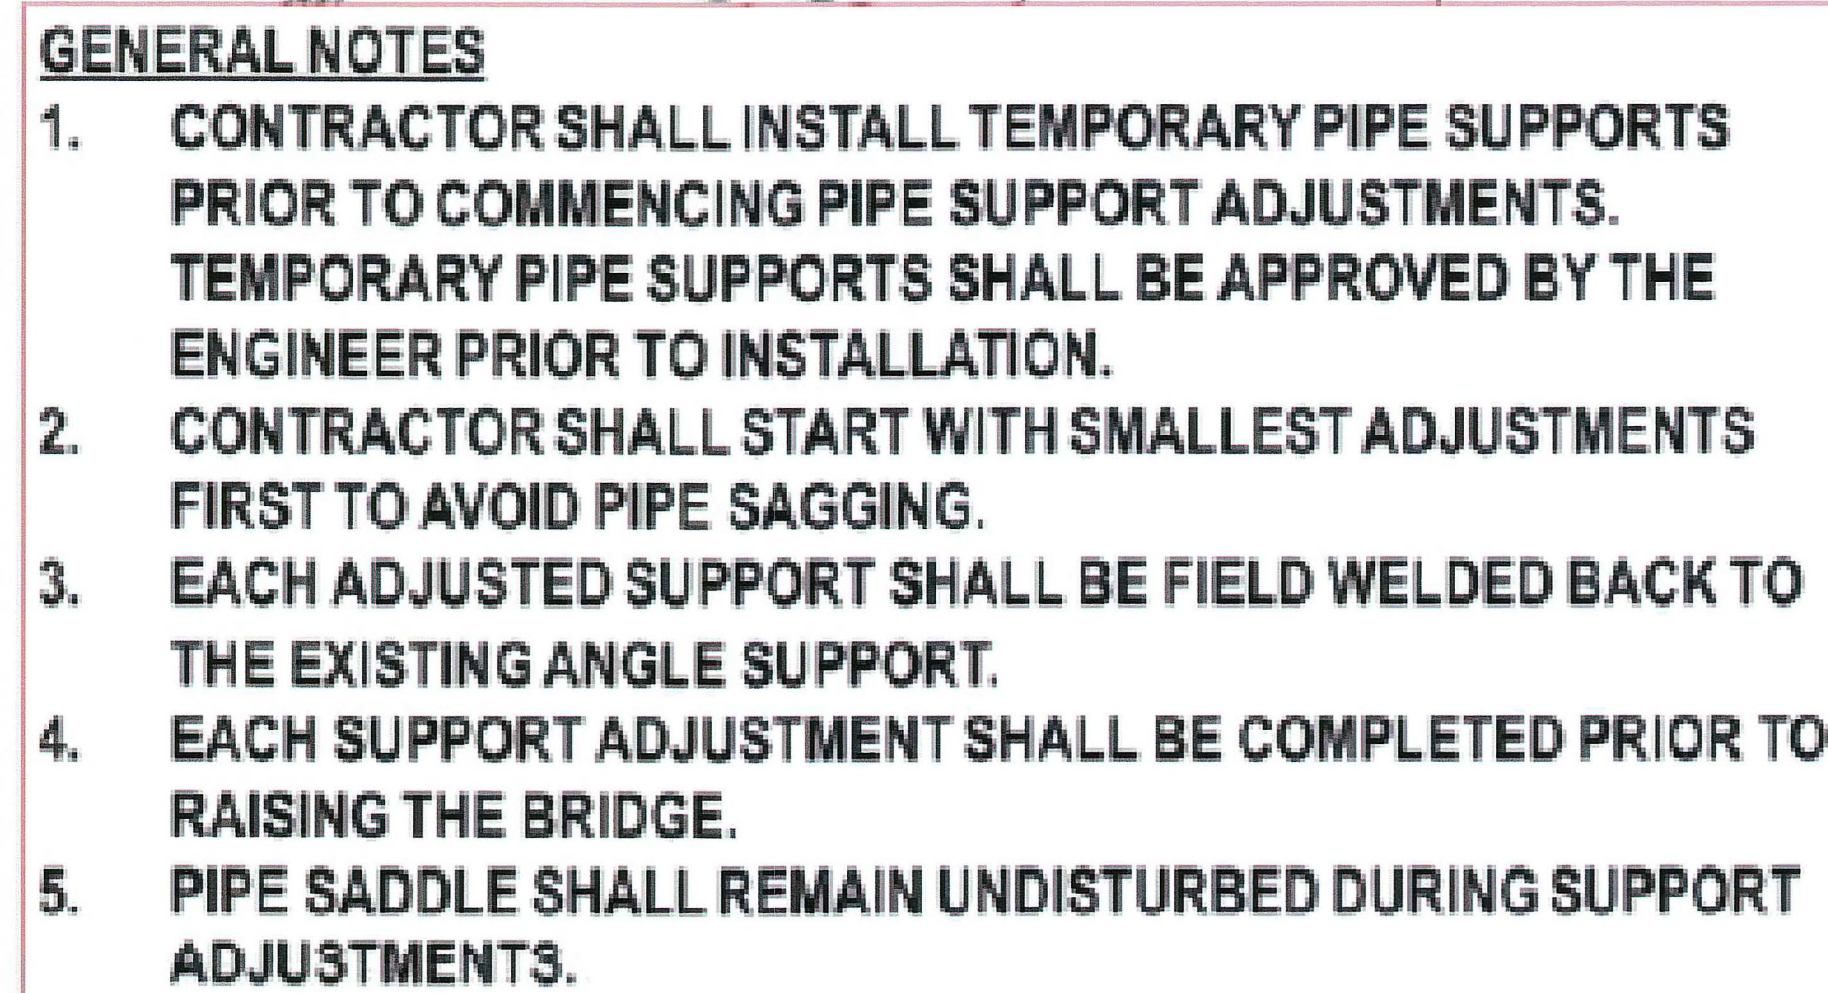 GENERAL NOTES
1. CONTRACTOR SHALL INSTALL TEMPORARY PIPE SUPPORTS
PRIOR TO COMMENCING PIPE SUPPORT ADJUSTMENTS.
TEMPORARY PIPE SUPPORTS SHALL BE APPROVED BY THE
ENGINEER PRIOR TO INSTALLATION.
2. CONTRACTOR SHALL START WITH SMALLEST ADJUSTMENTS
FIRST TO AVOID PIPE SAGGING.
3. EACH ADJUSTED SUPPORT SHALL BE FIELD WELDED BACK TO
THE EXISTING ANGLE SUPPORT.
4. EACH SUPPORT ADJUSTMENT SHALL BE COMPLETED PRIOR TO
RAISING THE BRIDGE.
5. PIPE SADDLE SHALL REMAIN UNDISTURBED DURING SUPPORT
ADJUSTMENTS.